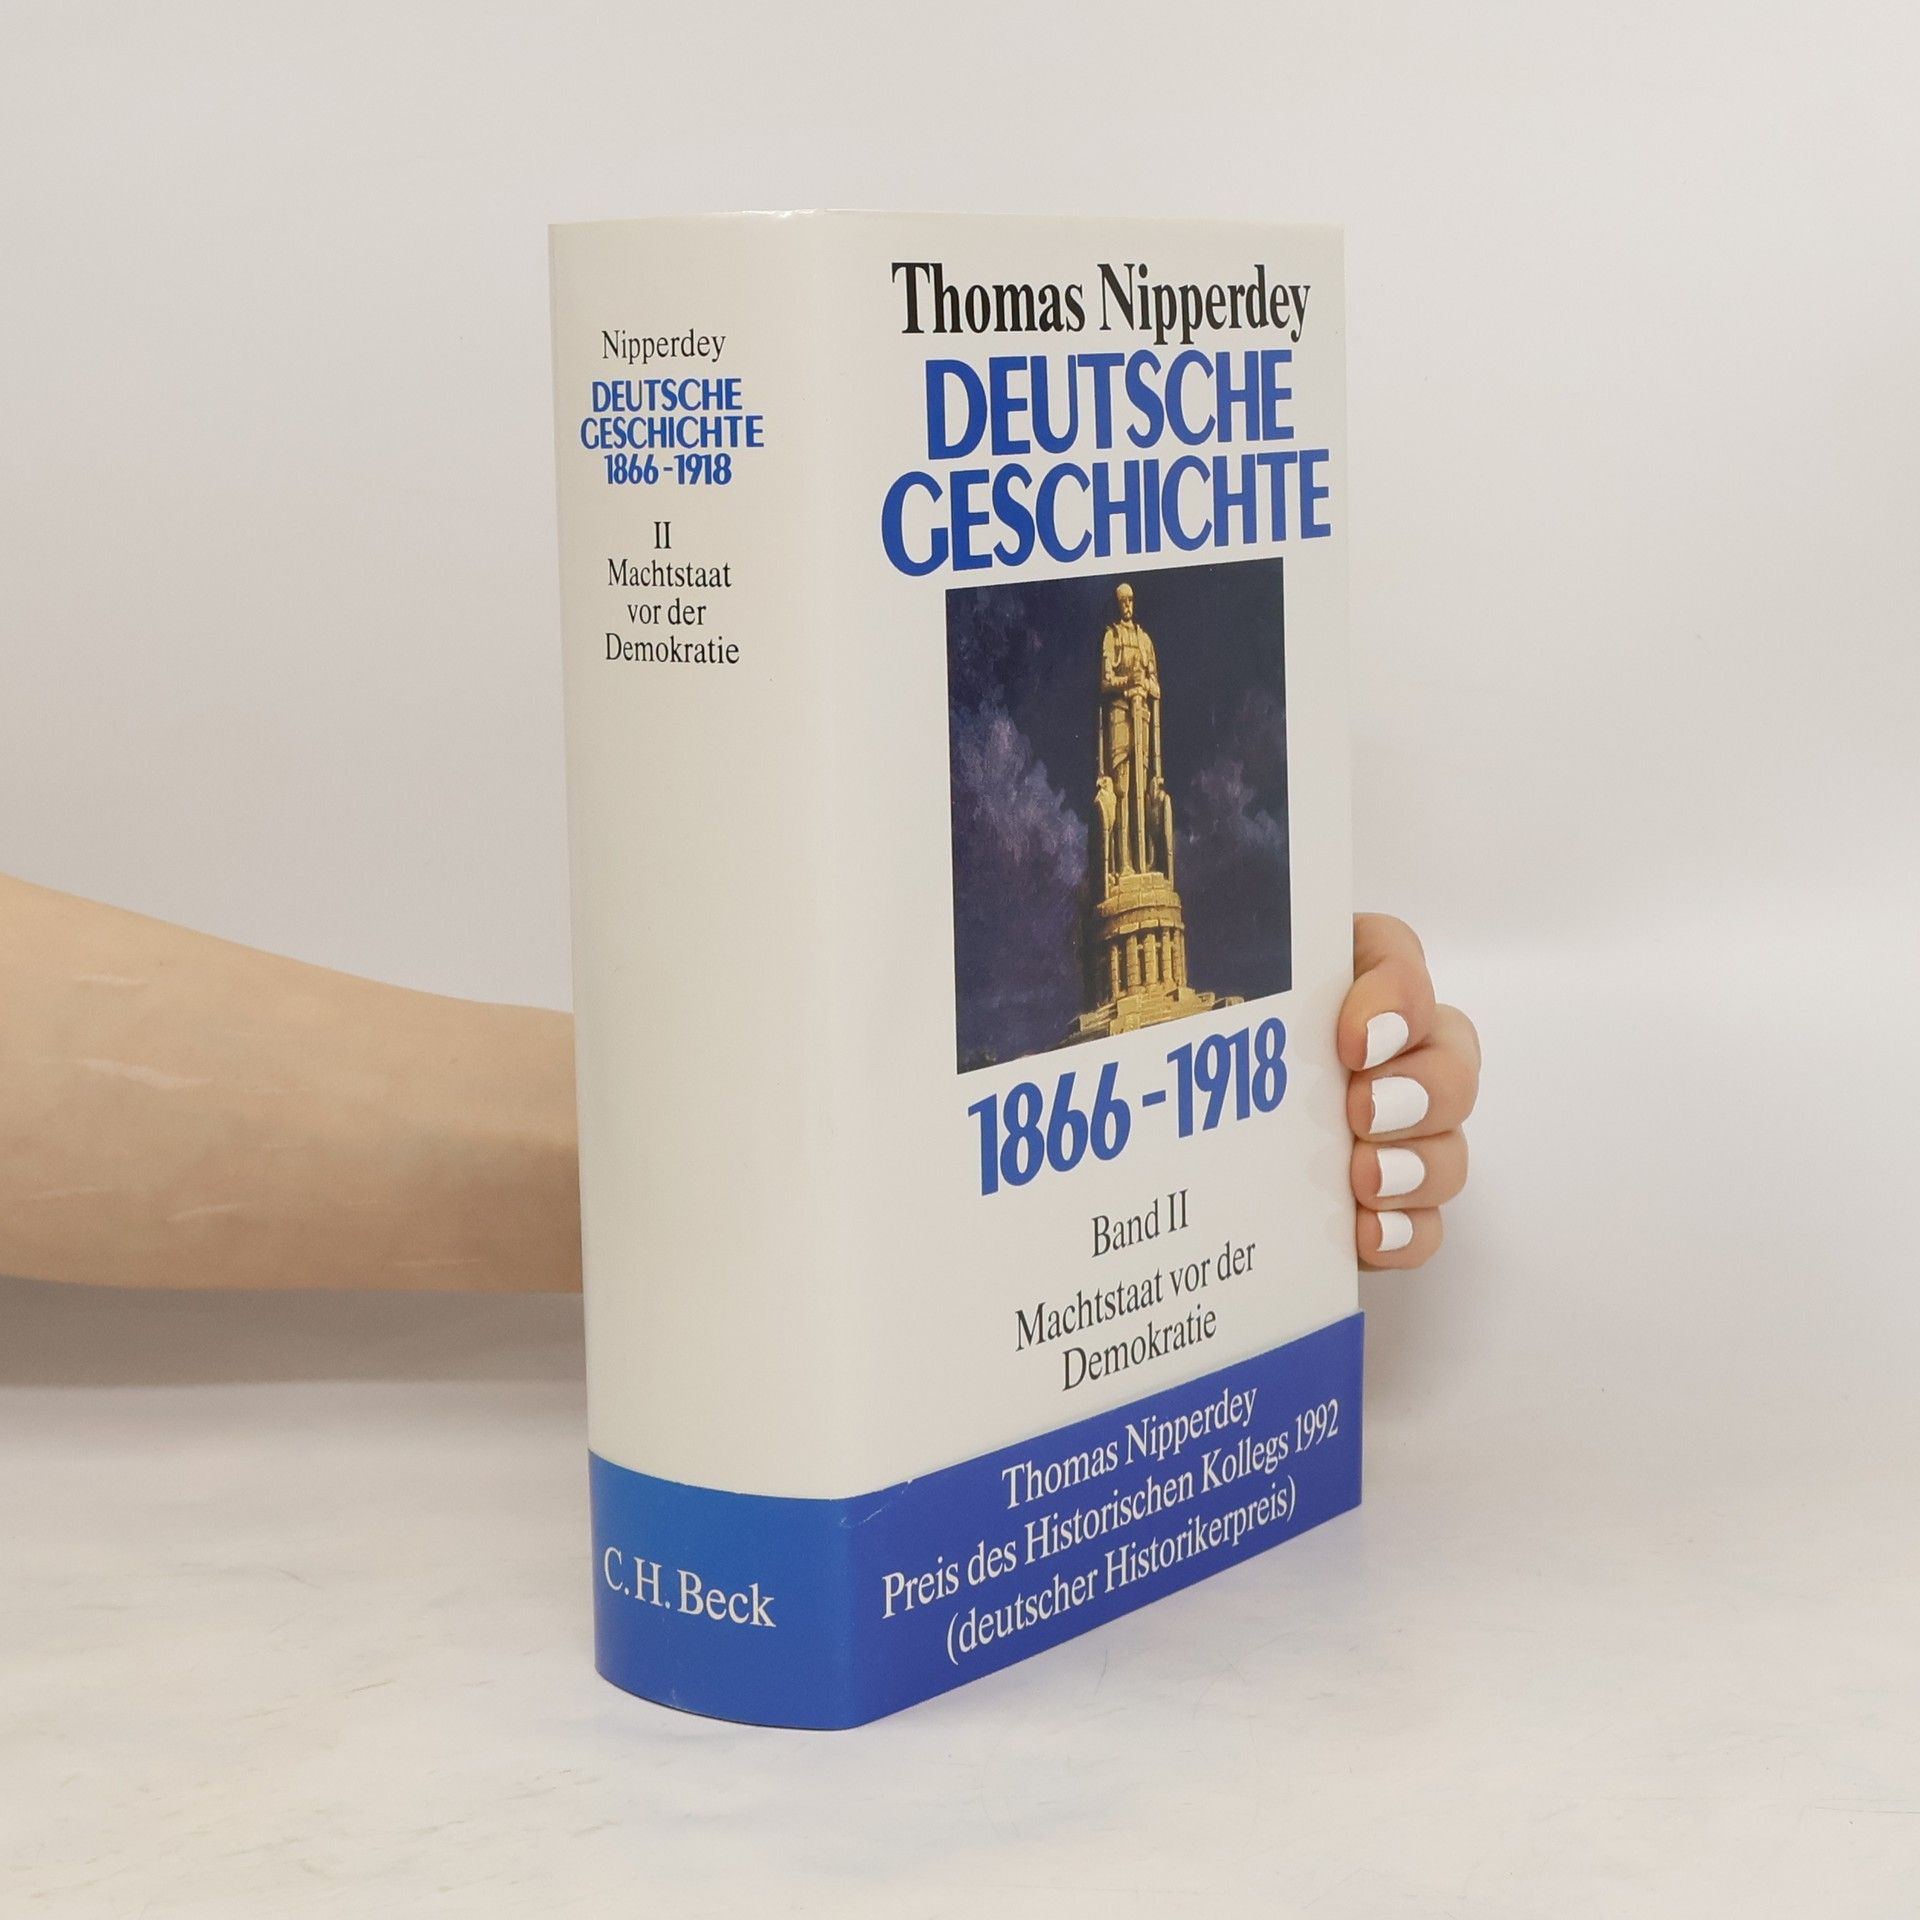 Nipperdey
DEUTSCHE
GESCHICHTE
1866-1918
II
Machtstaat
vor der
Demokratie
C.H. Beck
Thomas Nipperdey
DEUTSCHE
GESCHICHTE
1866-1918
Band II
Machtstaat vor der
Demokratie
Thomas Nipperdey
Preis des Historischen Kollegs 1992
(deutscher Historikerpreis)